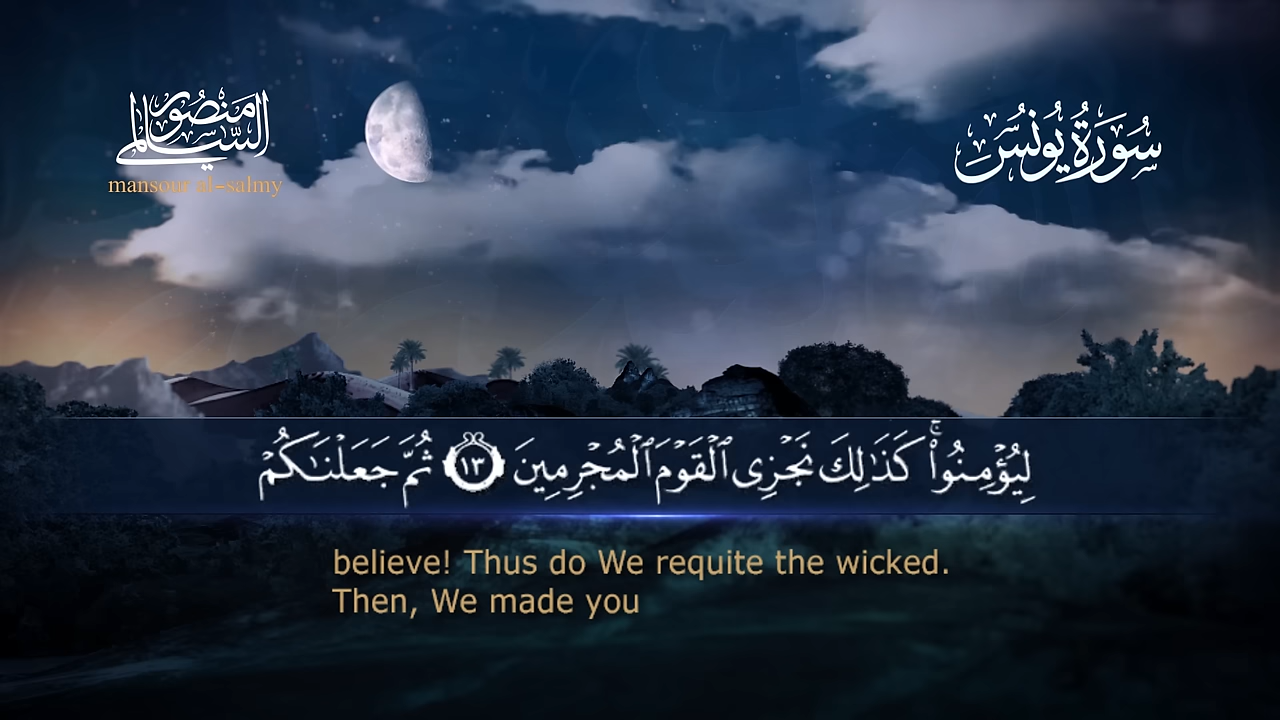 منصور السالمي
mansour al-salmy
سُورَةُ يُونُسَ
لِيُؤْمِنُوا۟ ۚ كَذَٰلِكَ نَجْزِى ٱلْقَوْمَ ٱلْمُجْرِمِينَ ١٣ ثُمَّ جَعَلْنَـٰكُمْ
believe! Thus do We requite the wicked.
Then, We made you